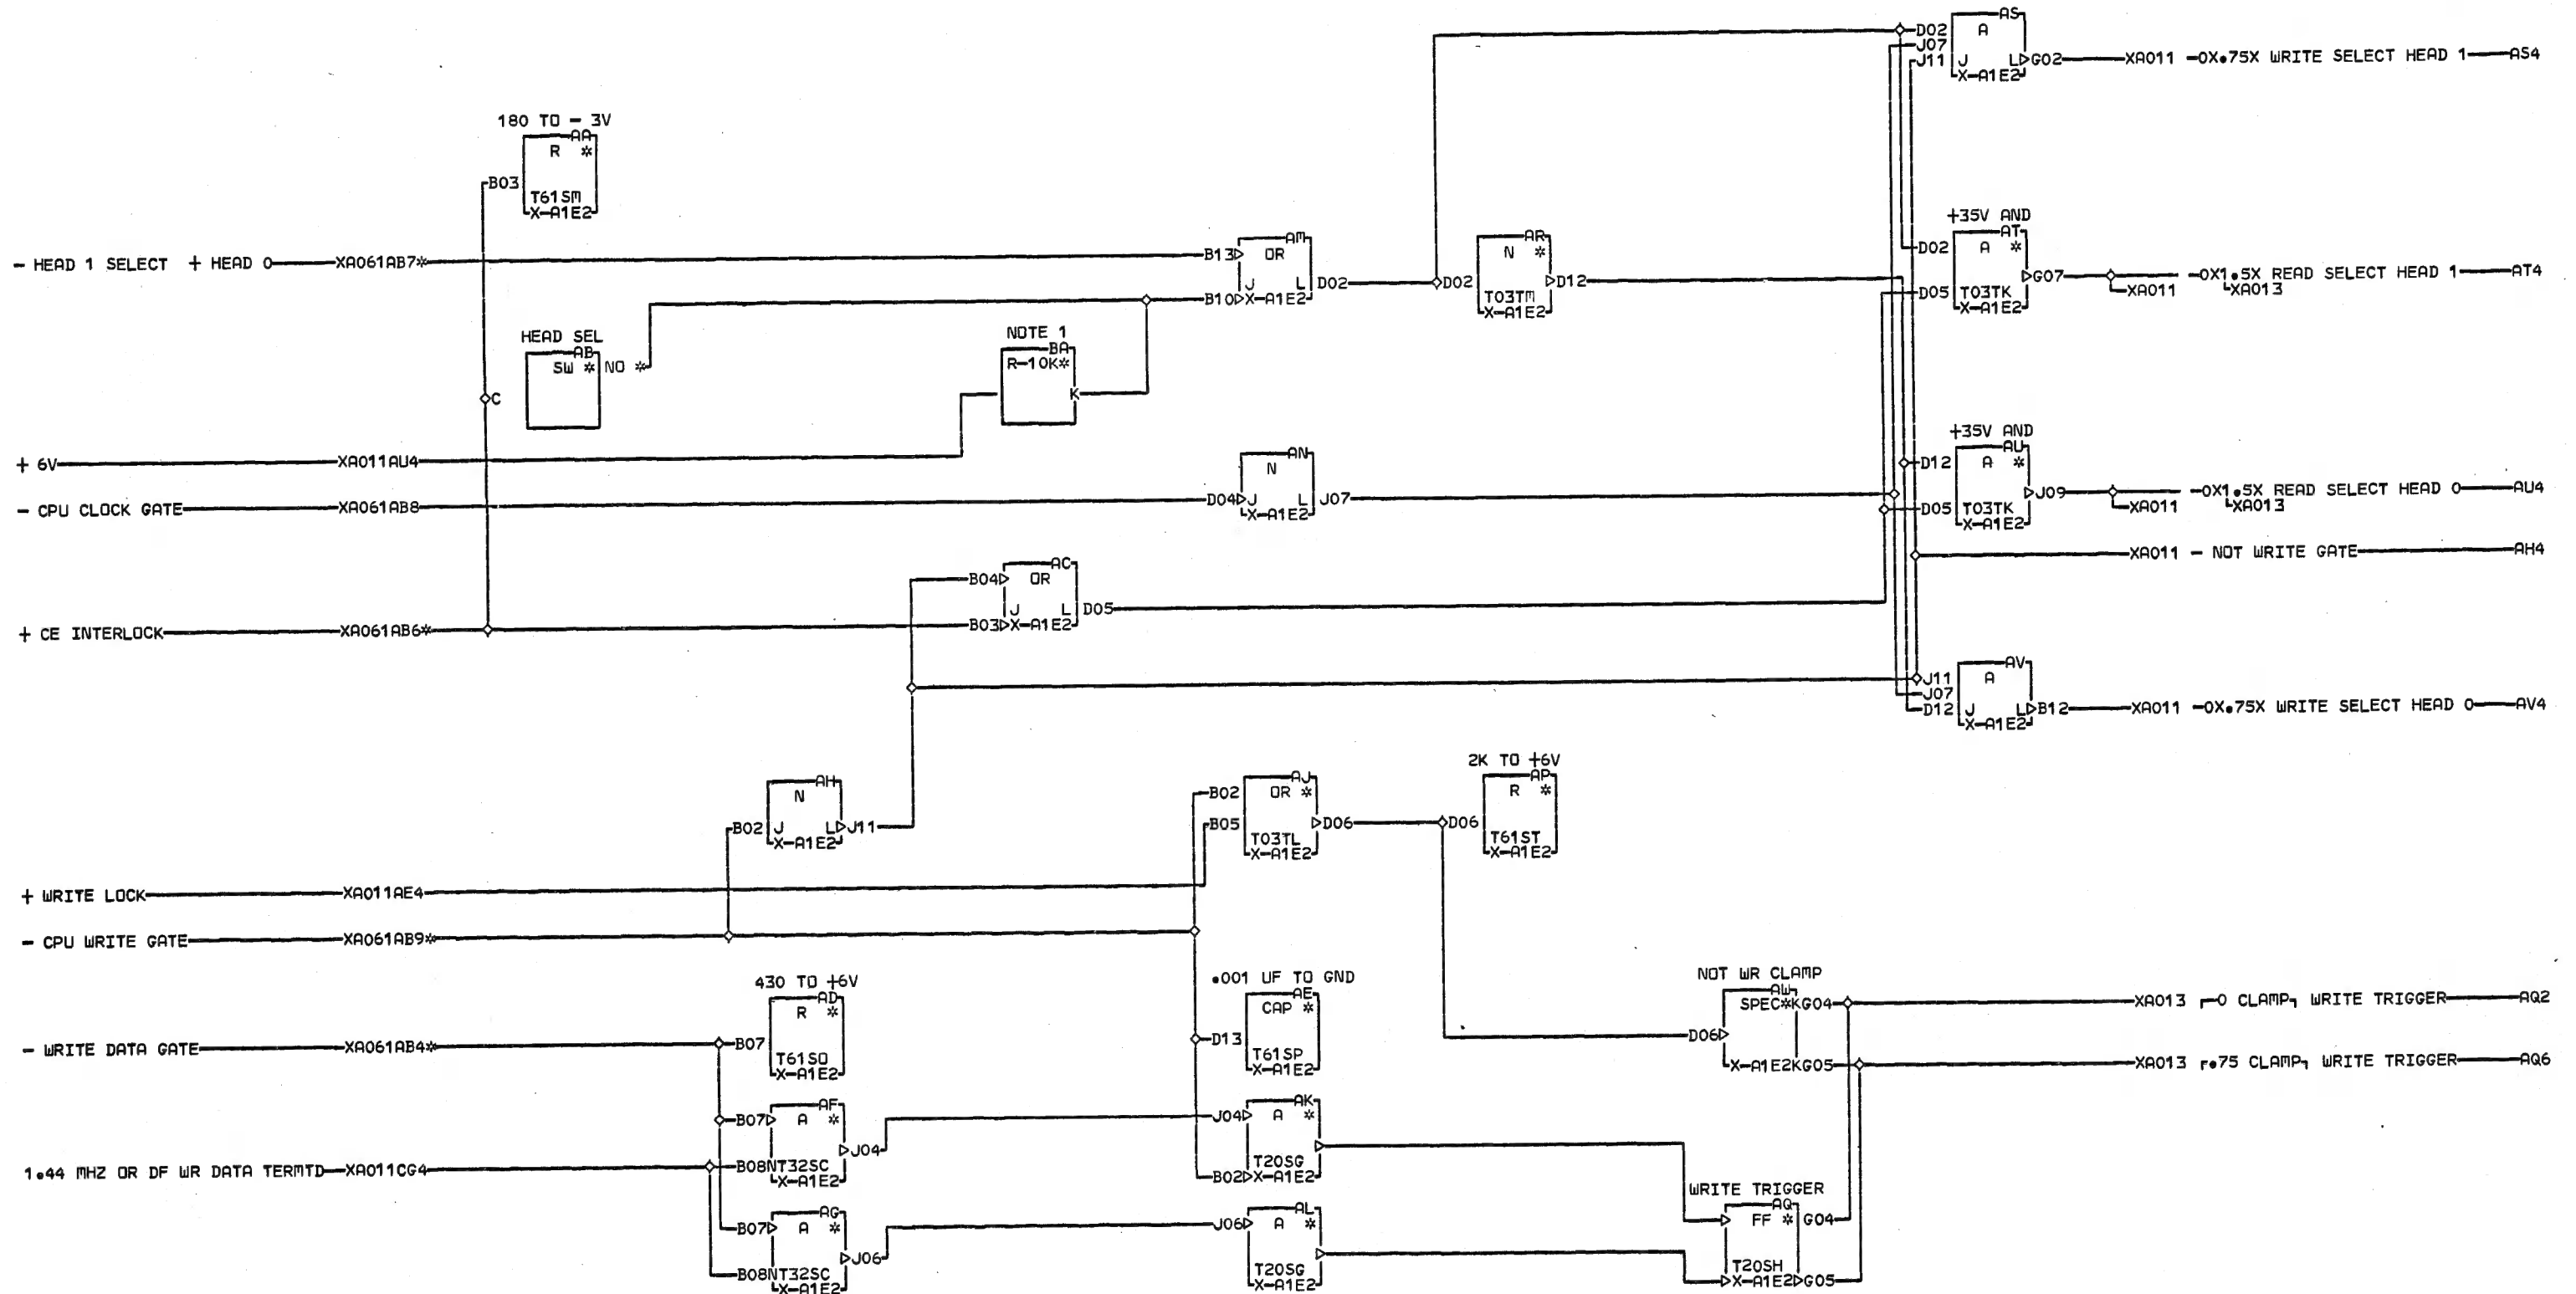 AS
D02
A
J07
J11
J L G02 XA011 -0X.75X WRITE SELECT HEAD 1 AS4
X-A1E2
180 TO - 3V
AA
R *
B03
T61SM
X-A1E2
+35V AND
AT
D02 A *
G07 -0X1.5X READ SELECT HEAD 1 AT4
XA011 XA013
D05 T03TK
X-A1E2
- HEAD 1 SELECT + HEAD 0 XA061AB7*
AM
B13 OR
J L D02
B10 X-A1E2
AR
N *
D02 D12
T03TM
X-A1E2
HEAD SEL
AB
SW * NO *
NOTE 1
BA
R-10K*
K
C
+35V AND
AU
D12 A *
J09 -0X1.5X READ SELECT HEAD 0 AU4
XA011 XA013
D05 T03TK
X-A1E2
+ 6V XA011AU4
AN
N
- CPU CLOCK GATE XA061AB8 D04 J L J07
X-A1E2
XA011 - NOT WRITE GATE AH4
AC
B04 OR
J L D05
+ CE INTERLOCK XA061AB6* B03 X-A1E2
AV
J11 A
J07
D12 J L B12 XA011 -0X.75X WRITE SELECT HEAD 0 AV4
X-A1E2
AH
N
B02 J L J11
X-A1E2
AJ
B02 OR *
B05 D06
T03TL
X-A1E2
2K TO +6V
AP
R *
D06
T61ST
X-A1E2
+ WRITE LOCK XA011AE4
- CPU WRITE GATE XA061AB9*
430 TO +6V
AD
R *
- WRITE DATA GATE XA061AB4* B07
T61SO
X-A1E2
.001 UF TO GND
AE
CAP *
D13
T61SP
X-A1E2
NOT WR CLAMP
AW
SPEC*KG04 XA013 0 CLAMP WRITE TRIGGER AQ2
D06
X-A1E2KG05 XA013 .75 CLAMP WRITE TRIGGER AQ6
AF
B07 A *
J04
1.44 MHZ OR DF WR DATA TERMTD XA011CG4 B08NT32SC
X-A1E2
AK
J04 A *
T20SG
B02 X-A1E2
AG
B07 A *
J06
B08NT32SC
X-A1E2
AL
J06 A *
T20SG
X-A1E2
WRITE TRIGGER
AQ
FF * G04
T20SH
X-A1E2 G05